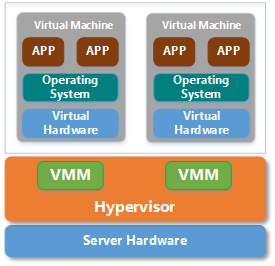 Virtual Machine
APP APP
Operating
System
Virtual
Hardware
Virtual Machine
APP APP
Operating
System
Virtual
Hardware
VMM VMM
Hypervisor
Server Hardware